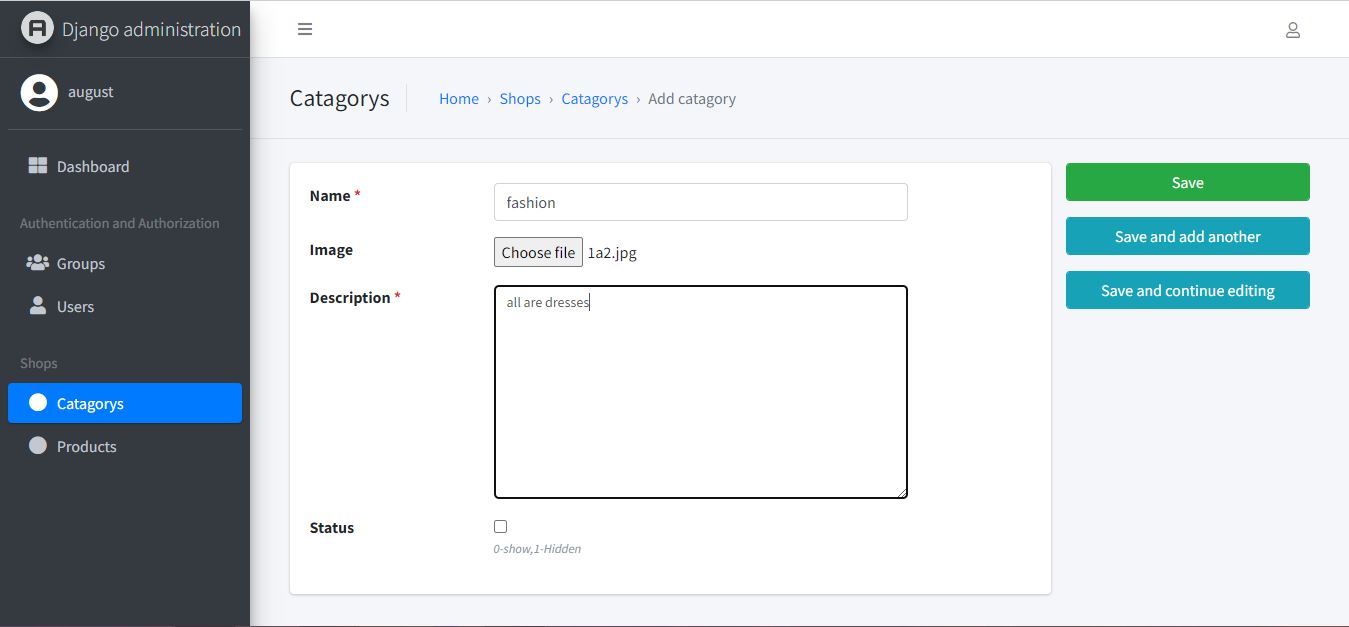 Django administration
august
Dashboard
Authentication and Authorization
Groups
Users
Shops
Catagorys
Products
Catagorys
Home › Shops › Catagorys › Add catagory
Name *
fashion
Image
Choose file 1a2.jpg
Description *
all are dresses
Status
0-show,1-Hidden
Save
Save and add another
Save and continue editing